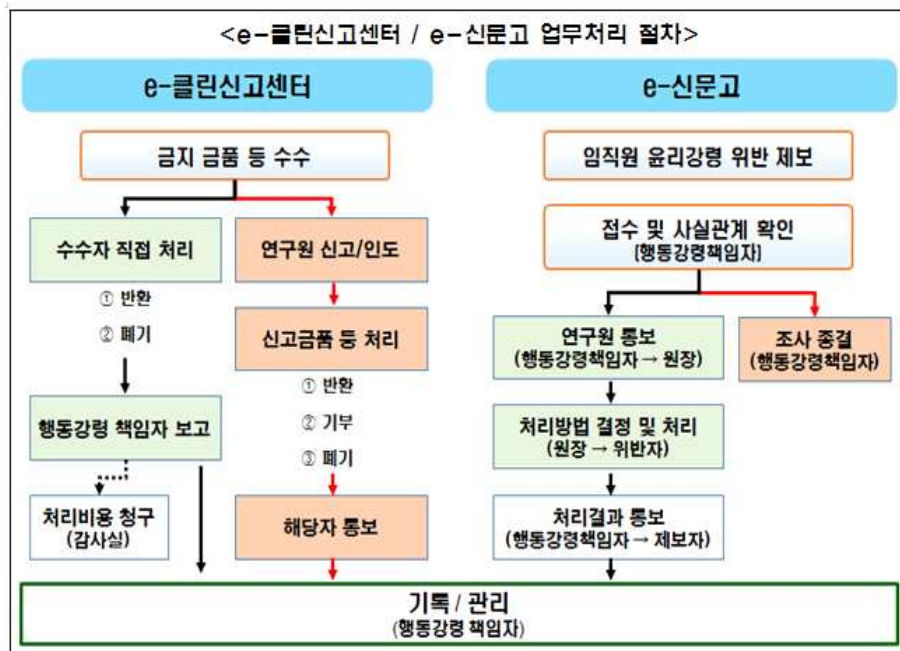 <e-클린신고센터 / e-신문고 업무처리 절차>
e-클린신고센터
금지 금품 등 수수
수수자 직접 처리
① 반환
② 폐기
행동강령 책임자 보고
처리비용 청구
(감사실)
연구원 신고/인도
신고금품 등 처리
① 반환
② 기부
③ 폐기
해당자 통보
e-신문고
임직원 윤리강령 위반 제보
접수 및 사실관계 확인
(행동강령책임자)
연구원 통보
(행동강령책임자 → 원장)
처리방법 결정 및 처리
(원장 → 위반자)
처리결과 통보
(행동강령책임자 → 제보자)
조사 종결
(행동강령책임자)
기록 / 관리
(행동강령 책임자)